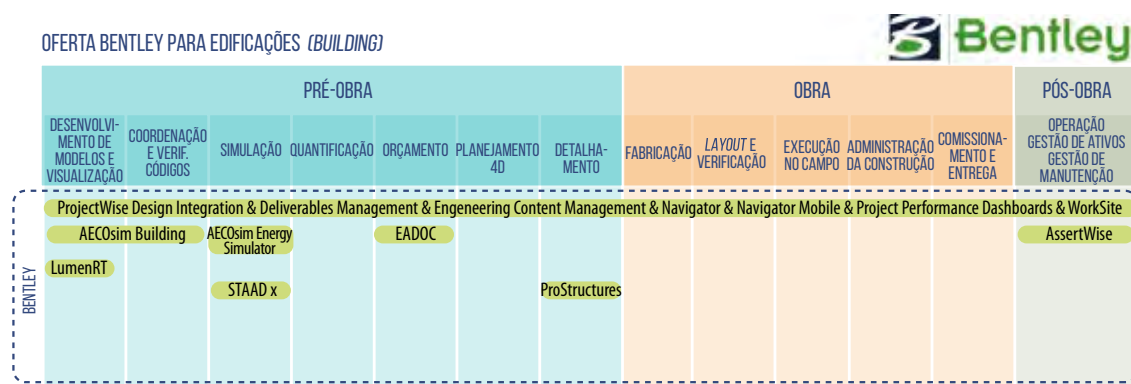 OFERTA BENTLEY PARA EDIFICAÇÕES (BUILDING)
Bentley
PRÉ-OBRA
OBRA
PÓS-OBRA
DESENVOLVI-
MENTO DE
MODELOS E
VISUALIZAÇÃO
COORDENAÇÃO
E VERIF.
CÓDIGOS
SIMULAÇÃO
QUANTIFICAÇÃO
ORÇAMENTO
PLANEJAMENTO
4D
DETALHA-
MENTO
FABRICAÇÃO
LAYOUT E
VERIFICAÇÃO
EXECUÇÃO
NO CAMPO
ADMINISTRAÇÃO
DA CONSTRUÇÃO
COMISSIONA-
MENTO E
ENTREGA
OPERAÇÃO
GESTÃO DE ATIVOS
GESTÃO DE
MANUTENÇÃO
BENTLEY
ProjectWise Design Integration & Deliverables Management & Engeneering Content Management & Navigator & Navigator Mobile & Project Performance Dashboards & WorkSite
AECOsim Building
AECOsim Energy
Simulator
EADOC
AssertWise
LumenRT
STAAD x
ProStructures